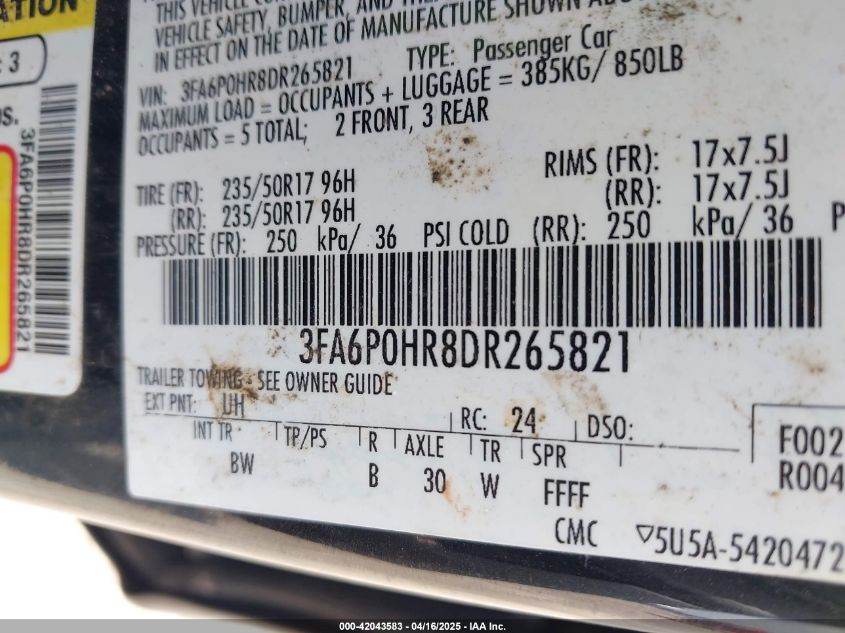 ATION
: 3
3FA6P0HR8DR265821
THIS VEHICLE
VEHICLE SAFETY, BUMPER, AND
IN EFFECT ON THE DATE OF MANUFACTURE SHOWN
VIN: 3FA6P0HR8DR265821 TYPE: Passenger Car
MAXIMUM LOAD = OCCUPANTS + LUGGAGE = 385KG/ 850LB
OCCUPANTS = 5 TOTAL; 2 FRONT, 3 REAR
TIRE (FR): 235/50R17 96H RIMS (FR): 17x7.5J
(RR): 235/50R17 96H (RR): 17x7.5J
PRESSURE (FR): 250 kPa/ 36 PSI COLD (RR): 250 kPa/ 36 P
3FA6P0HR8DR265821
TRAILER TOWING - SEE OWNER GUIDE
EXT PNT: UH RC: 24 DSO:
INT TR TP/PS R AXLE TR SPR
BW B 30 W FFFF
F002
R004
CMC ▽5U5A-5420472
000-42043583 - 04/16/2025 - IAA Inc.